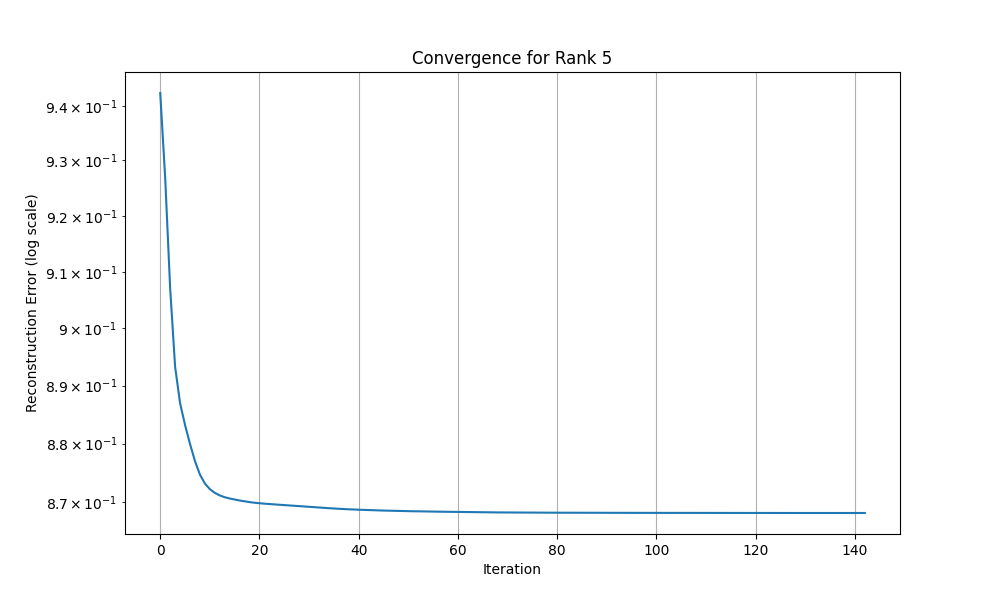 Convergence for Rank 5
Reconstruction Error (log scale)
9.4 × 10⁻¹
9.3 × 10⁻¹
9.2 × 10⁻¹
9.1 × 10⁻¹
9 × 10⁻¹
8.9 × 10⁻¹
8.8 × 10⁻¹
8.7 × 10⁻¹
0 20 40 60 80 100 120 140
Iteration